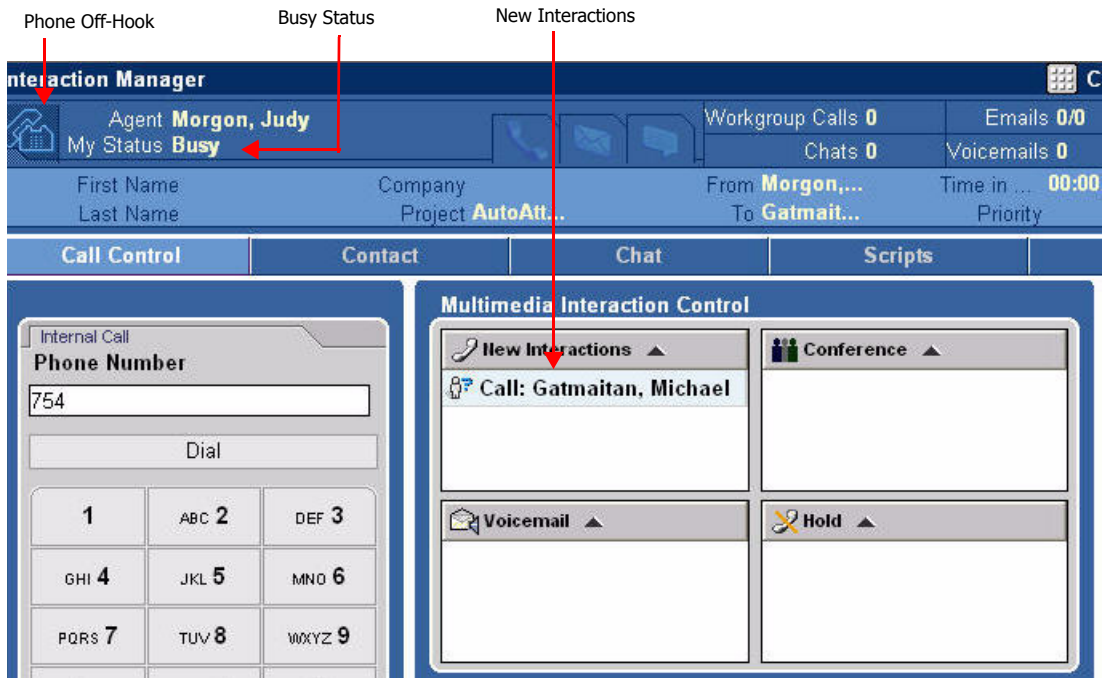 Phone Off-Hook
Busy Status
New Interactions
nteraction Manager
C
Agent Morgon, Judy
My Status Busy
Workgroup Calls 0
Emails 0/0
Chats 0
Voicemails 0
First Name
Company
From Morgon,...
Time in ... 00:00
Last Name
Project AutoAtt...
To Gatmait...
Priority
Call Control
Contact
Chat
Scripts
Internal Call
Phone Number
754
Dial
1
ABC 2
DEF 3
GHI 4
JKL 5
MNO 6
PQRS 7
TUV 8
WXYZ 9
Multimedia Interaction Control
New Interactions
Call: Gatmaitan, Michael
Conference
Voicemail
Hold